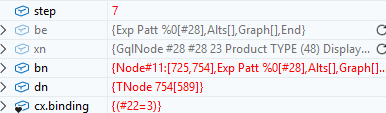 step 7
be {Exp Patt %0[#28],Alts[],Graph[],End}
xn {GqlNode #28 #28 23 Product TYPE (48) Display...
bn {Node#11:[725,754],Exp Patt %0[#28],Alts[],Graph[]...
dn {TNode 754[589]}
cx.binding {(#22=3)}